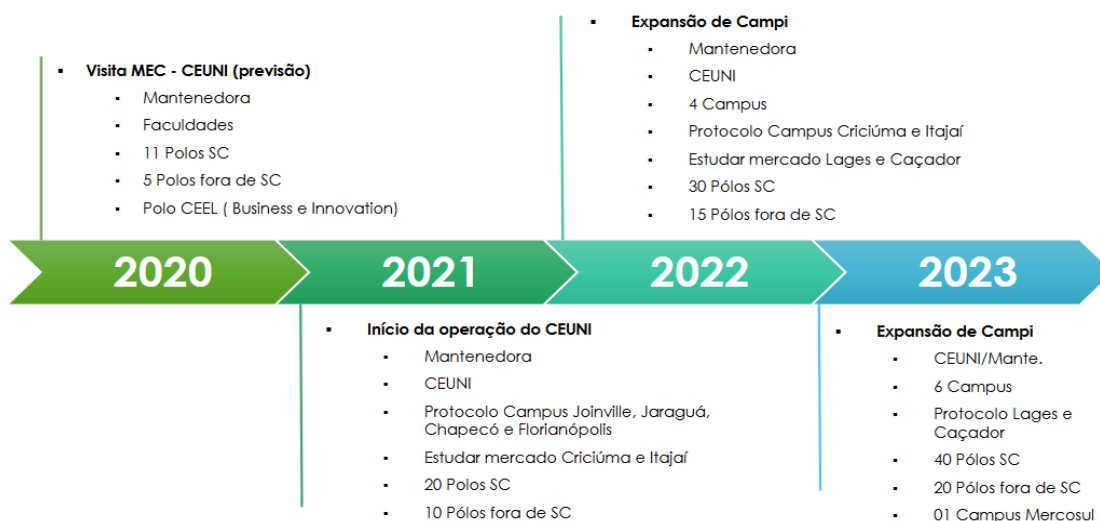 Visita MEC - CEUNI (previsão)
Mantenedora
Faculdades
11 Polos SC
5 Polos fora de SC
Polo CEEL ( Business e Innovation)
Expansão de Campi
Mantenedora
CEUNI
4 Campus
Protocolo Campus Criciúma e Itajaí
Estudar mercado Lages e Caçador
30 Pólos SC
15 Pólos fora de SC
2020
2021
2022
2023
Início da operação do CEUNI
Mantenedora
CEUNI
Protocolo Campus Joinville, Jaraguá,
Chapecó e Florianópolis
Estudar mercado Criciúma e Itajaí
20 Polos SC
10 Pólos fora de SC
Expansão de Campi
CEUNI/Mante.
6 Campus
Protocolo Lages e
Caçador
40 Pólos SC
20 Pólos fora de SC
01 Campus Mercosul